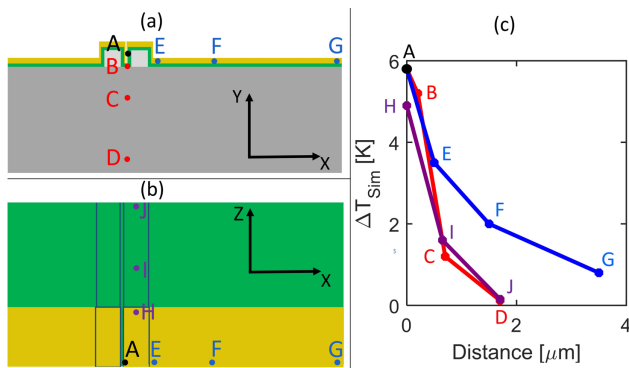 (a)
A
E
F
G
B
C
D
Y
X
(b)
J
I
H
Z
X
A
E
F
G
(c)
A
B
H
E
F
I
C
G
J
D
6
4
2
0
0
2
4
ΔT_Sim [K]
Distance [μm]